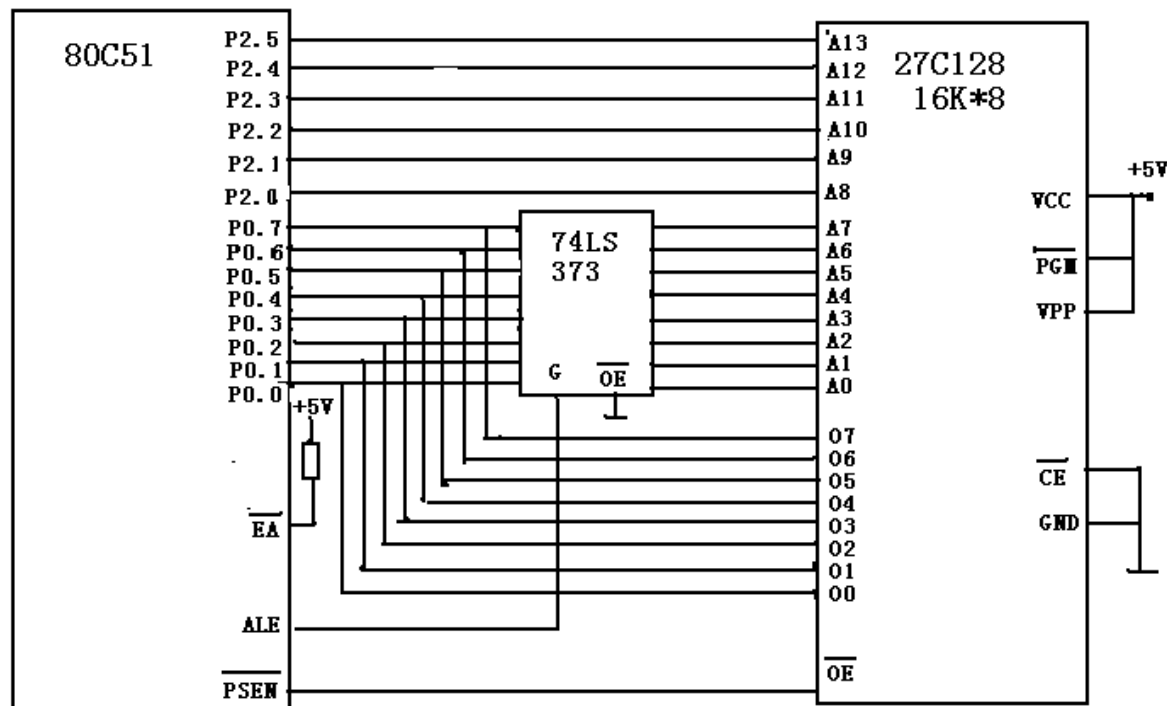 80C51
P2.5
P2.4
P2.3
P2.2
P2.1
P2.0
P0.7
P0.6
P0.5
P0.4
P0.3
P0.2
P0.1
P0.0
+5V
EA
ALE
PSEN
74LS
373
G
OE
27C128
16K*8
A13
A12
A11
A10
A9
A8
A7
A6
A5
A4
A3
A2
A1
A0
O7
O6
O5
O4
O3
O2
O1
O0
OE
+5V
VCC
PGM
VPP
CE
GND